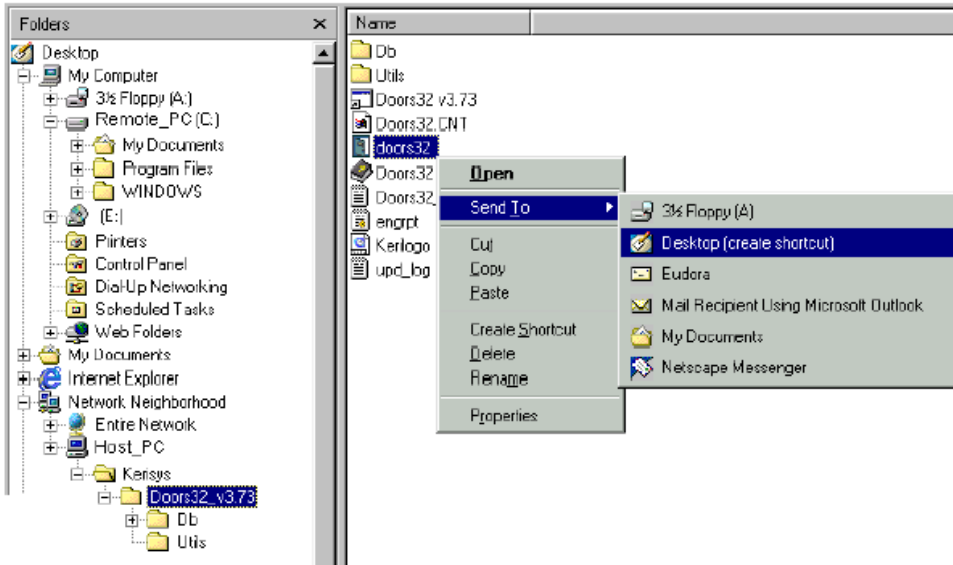 Folders
Desktop
My Computer
3½ Floppy (A:)
Remote_PC (C:)
My Documents
Program Files
WINDOWS
(E:)
Printers
Control Panel
Dial-Up Networking
Scheduled Tasks
Web Folders
My Documents
Internet Explorer
Network Neighborhood
Entire Network
Host_PC
Kerisys
Doors32_v3.73
Db
Utils
Name
Db
Utils
Doors32 v3.73
Doors32.CNT
doors32
Doors32
Doors32_
engrpt
Kerilogo
upd_log
Open
Send To
Cut
Copy
Paste
Create Shortcut
Delete
Rename
Properties
3½ Floppy (A)
Desktop (create shortcut)
Eudora
Mail Recipient Using Microsoft Outlook
My Documents
Netscape Messenger